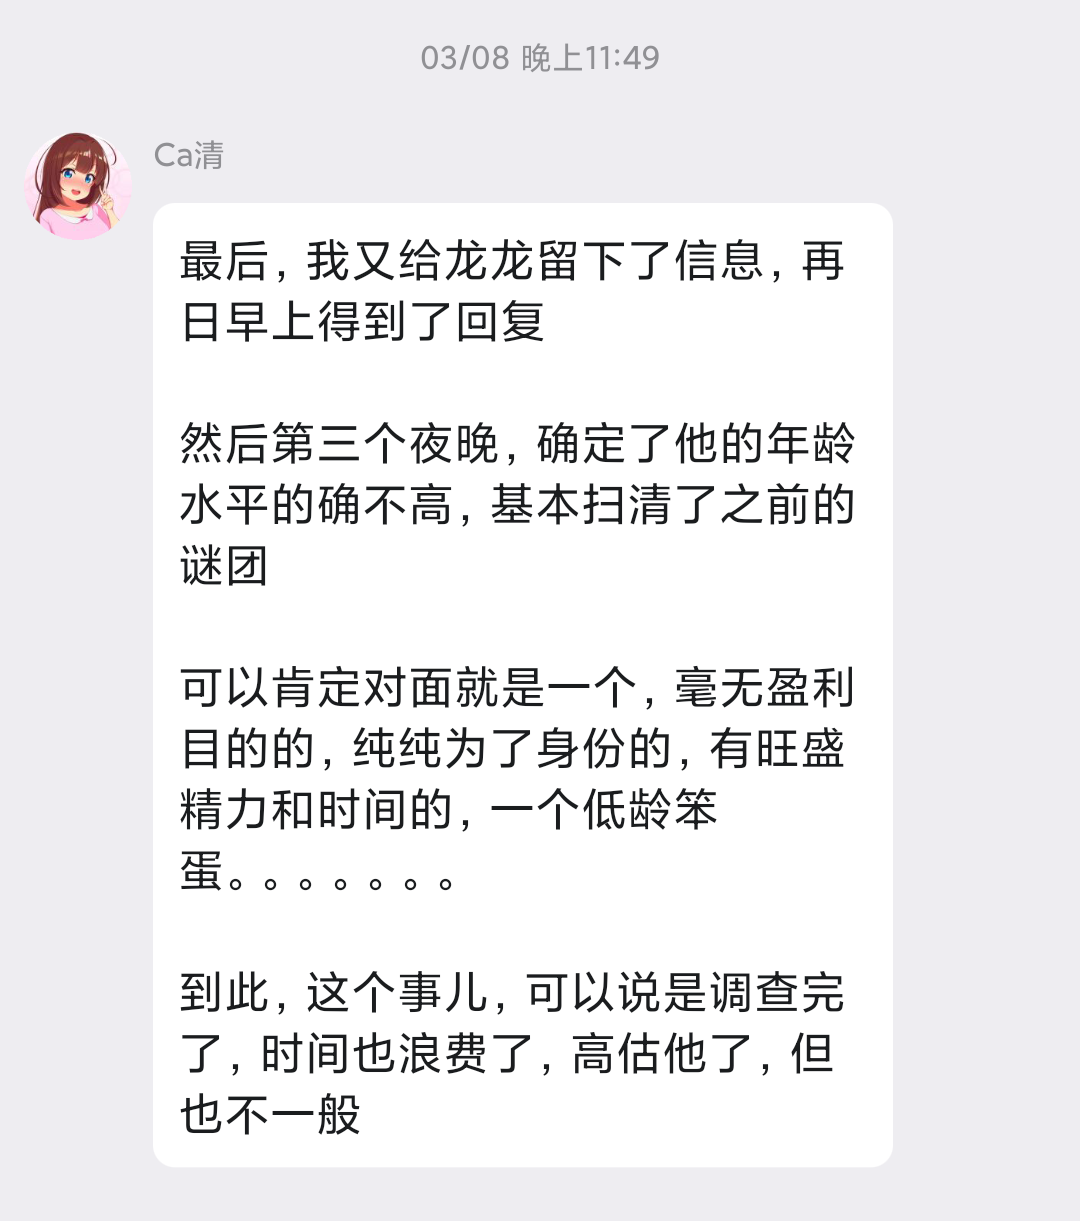 03/08 晚上11:49
Ca清
最后，我又给龙龙留下了信息，再
日早上得到了回复
然后第三个夜晚，确定了他的年龄
水平的确不高，基本扫清了之前的
谜团
可以肯定对面就是一个，毫无盈利
目的的，纯纯为了身份的，有旺盛
精力和时间的，一个低龄笨
蛋。。。。。。。
到此，这个事儿，可以说是调查完
了，时间也浪费了，高估他了，但
也不一般